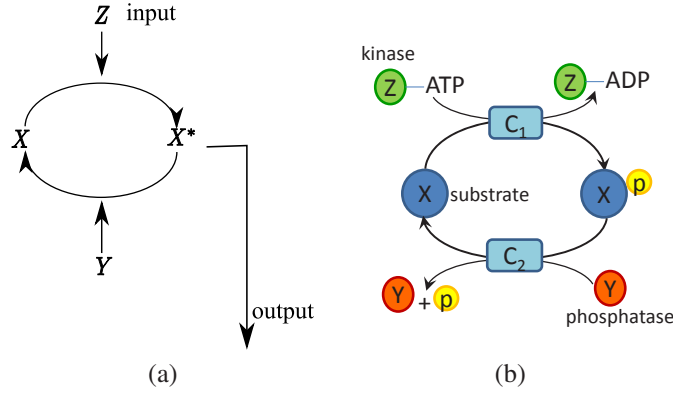 Z input
X X*
Y
output
(a)
kinase
Z ATP
Z ADP
C1
X substrate
X p
C2
Y + p
Y
phosphatase
(b)